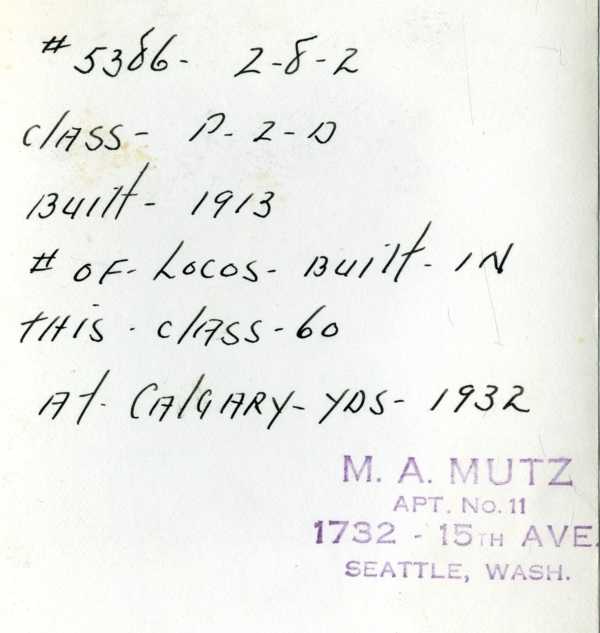 # 5386- 2-8-2
ClASS- P-2-D
Built- 1913
# OF- LOCOS- Built- IN
tHIS- ClASS-60
At- CAlGARY-YDS- 1932
M. A. MUTZ
APT. No. 11
1732 - 15TH AVE.
SEATTLE, WASH.